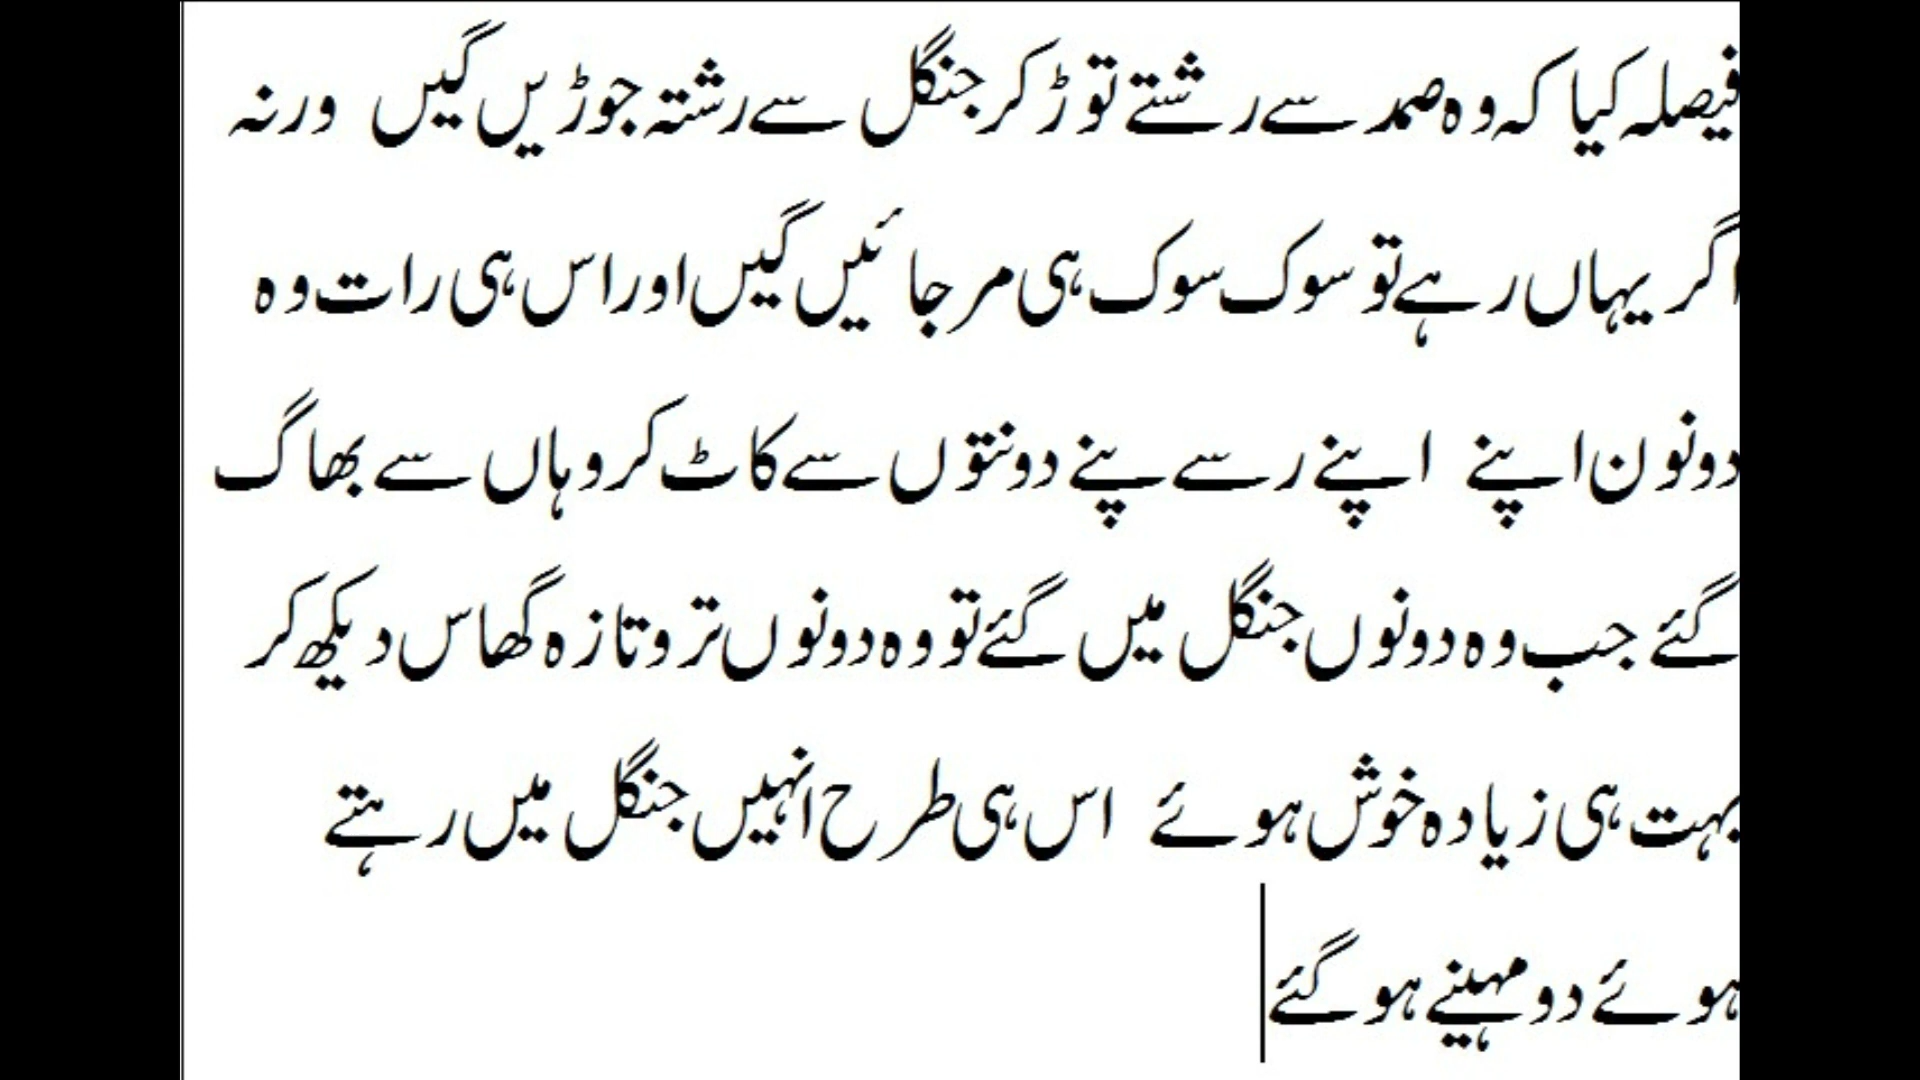 فیصلہ کیا کہ وہ صمد سے رشتے توڑ کر جنگل سے رشتہ جوڑیں گیں ورنہ
اگر یہاں رہے تو سوک سوک ہی مر جائیں گیں اور اس ہی رات وہ
دونون اپنے اپنے رسے پنے دونتوں سے کاٹ کر وہاں سے بھاگ
گئے جب وہ دونوں جنگل میں گئے تو وہ دونوں تر و تازہ گھاس دیکھ کر
بہت ہی زیادہ خوش ہوئے اس ہی طرح انہیں جنگل میں رہتے
ہوئے دو مہینے ہو گئے